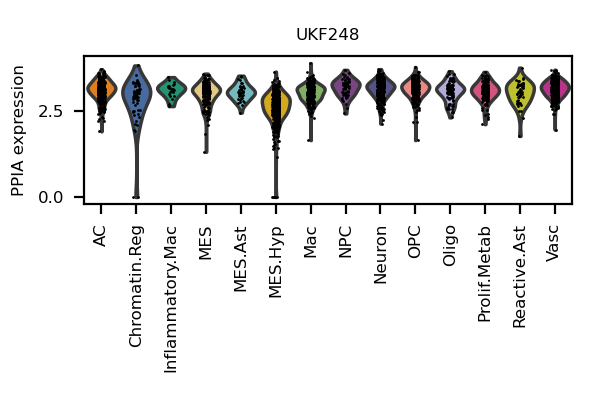 UKF248
PPIA expression
2.5
0.0
AC
Chromatin.Reg
Inflammatory.Mac
MES
MES.Ast
MES.Hyp
Mac
NPC
Neuron
OPC
Oligo
Prolif.Metab
Reactive.Ast
Vasc